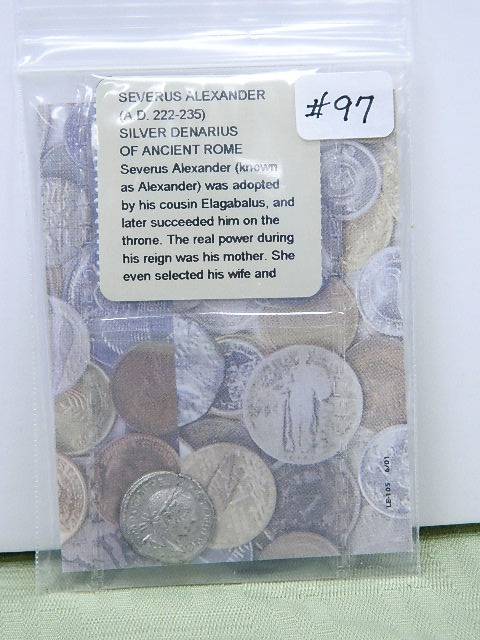 SEVERUS ALEXANDER
(A.D. 222-235)
SILVER DENARIUS
OF ANCIENT ROME
Severus Alexander (known
as Alexander) was adopted
by his cousin Elagabalus, and
later succeeded him on the
throne. The real power during
his reign was his mother. She
even selected his wife and
#97
LE-105 6/01